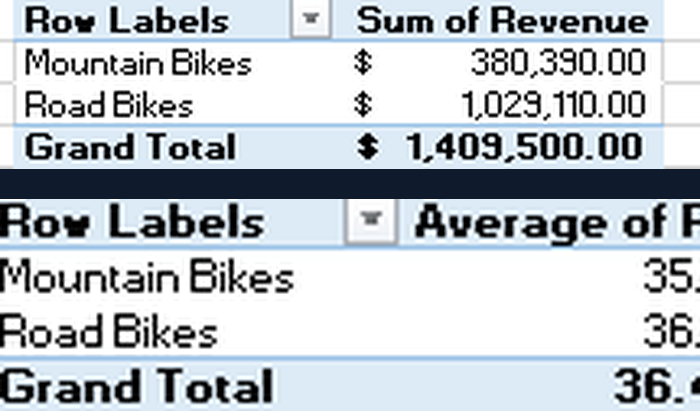 Row Labels Sum of Revenue
Mountain Bikes $ 380,390.00
Road Bikes $ 1,029,110.00
Grand Total $ 1,409,500.00
Row Labels Average of
Mountain Bikes 35.
Road Bikes 36.
Grand Total 36.